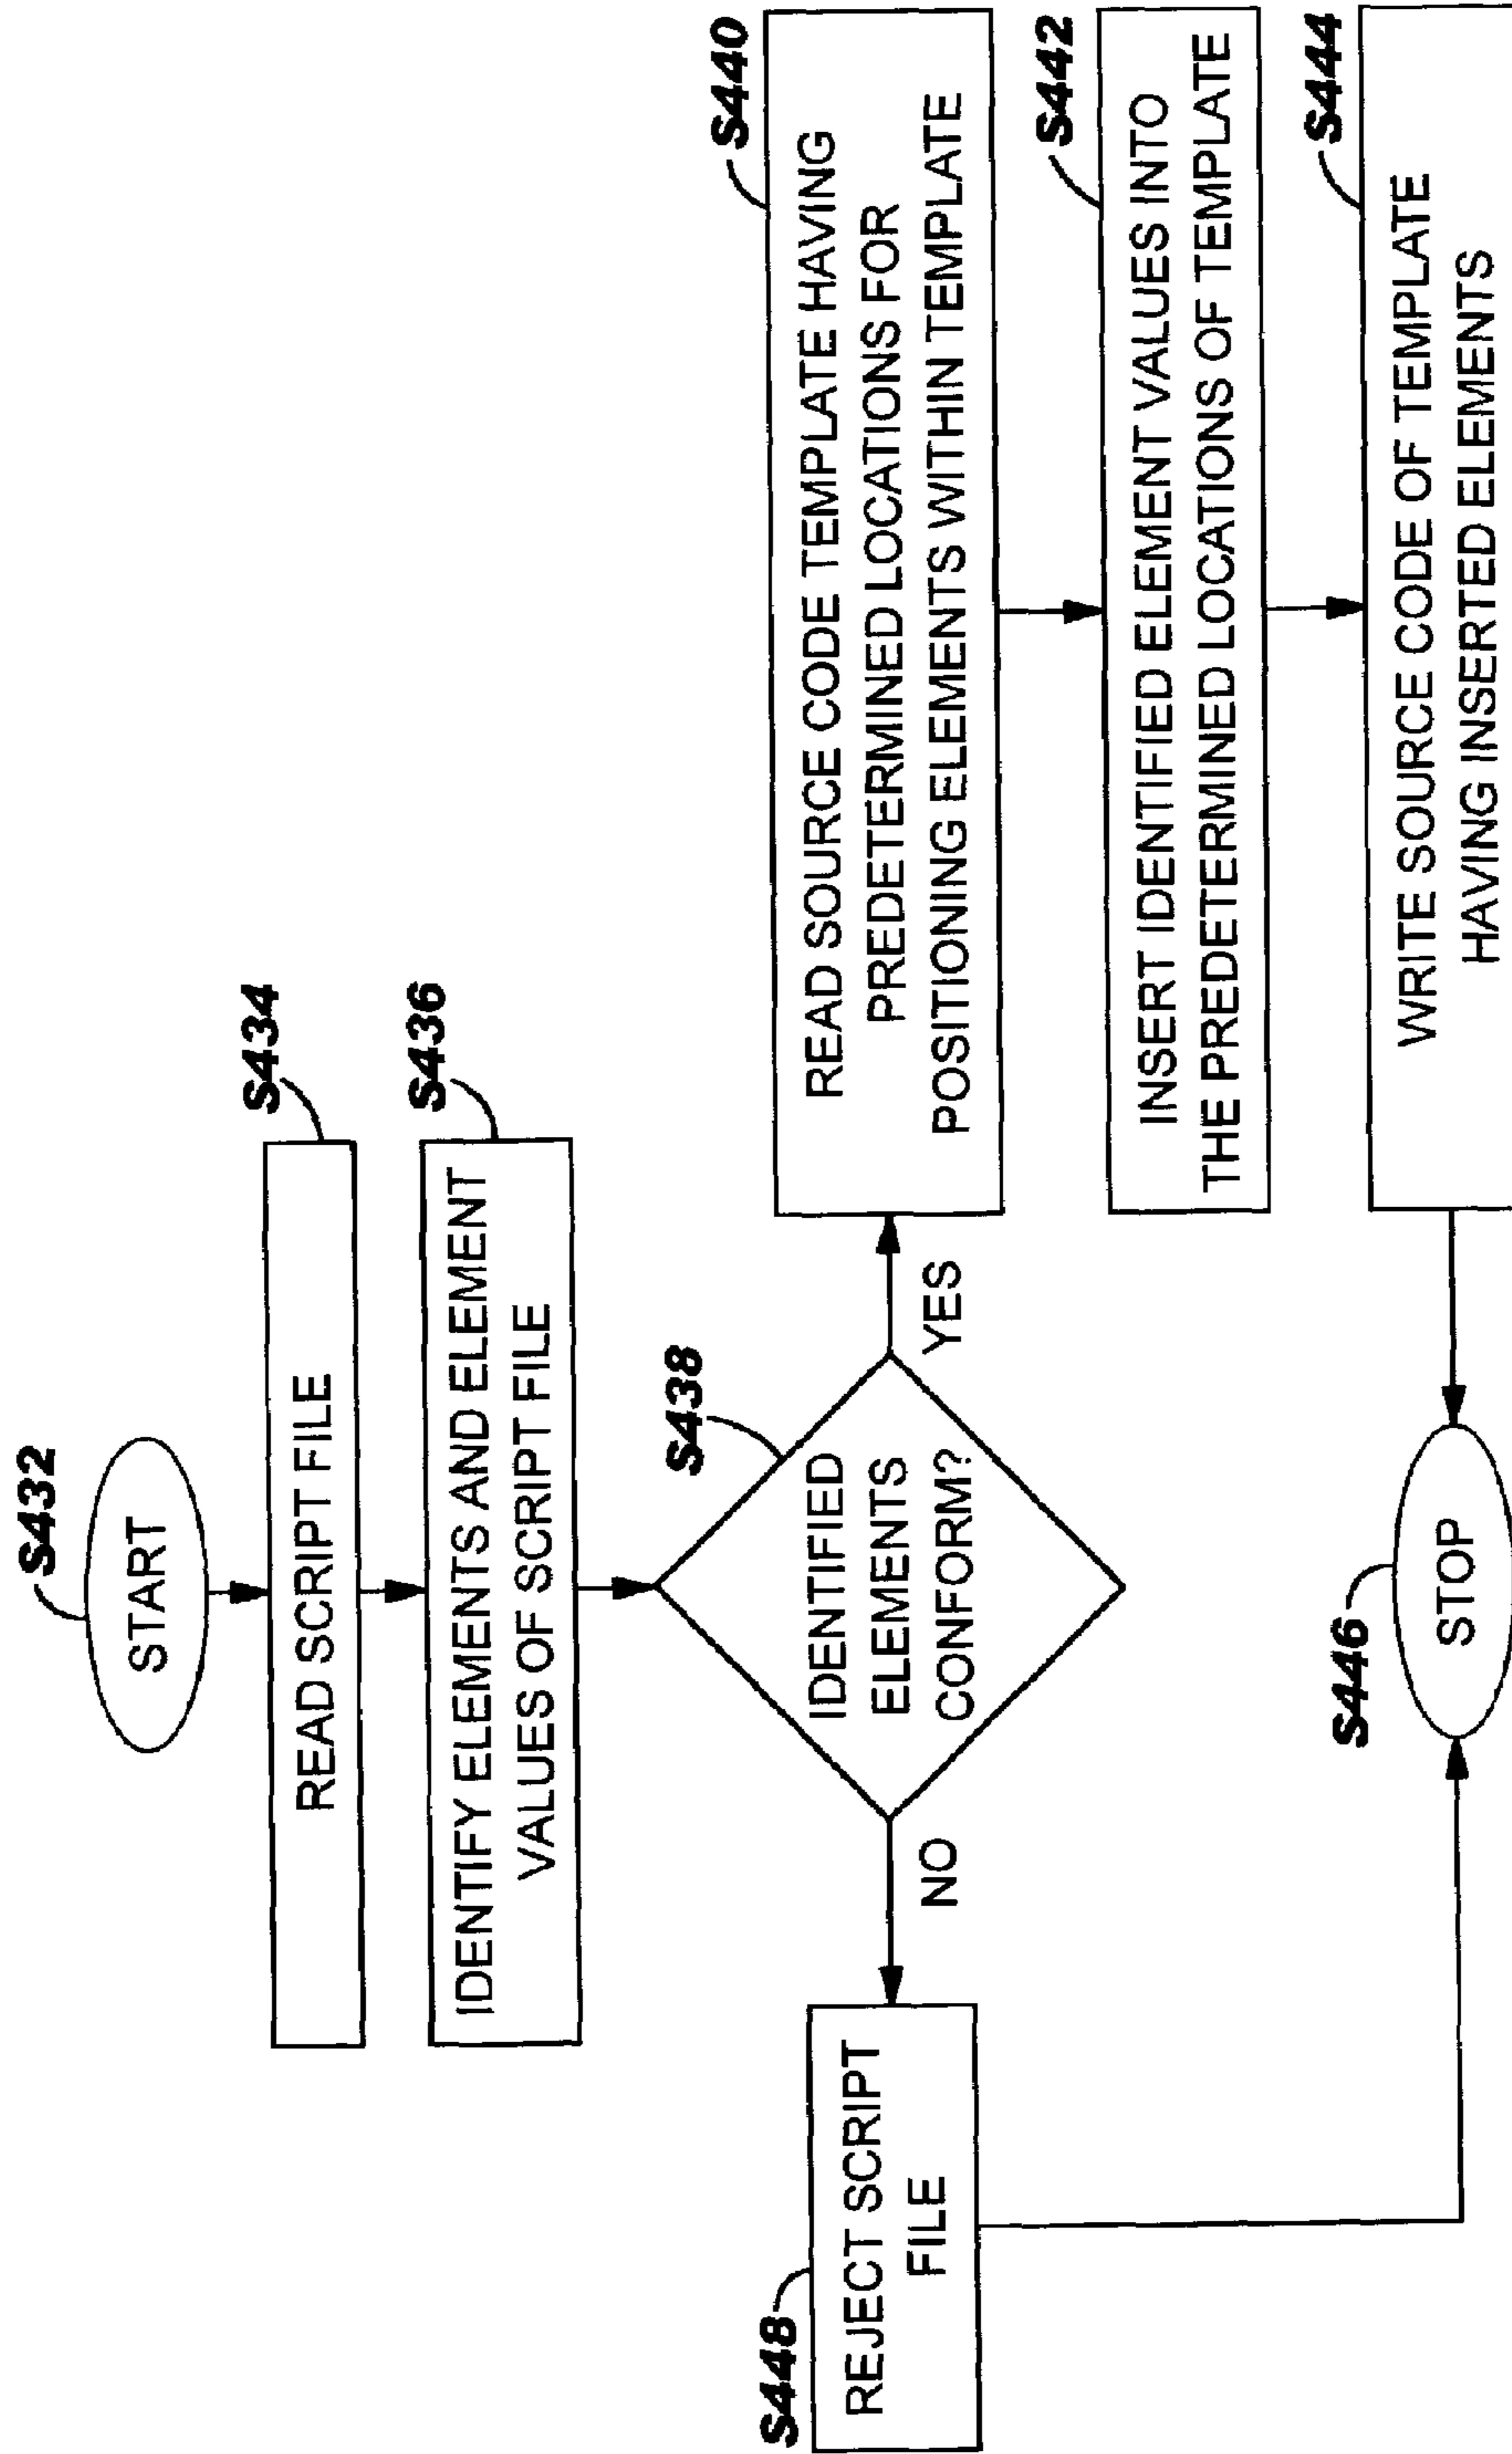 S432
START
S434
READ SCRIPT FILE
S436
IDENTIFY ELEMENTS AND ELEMENT
VALUES OF SCRIPT FILE
S438
IDENTIFIED
ELEMENTS
CONFORM?
YES
NO
S440
READ SOURCE CODE TEMPLATE HAVING
PREDETERMINED LOCATIONS FOR
POSITIONING ELEMENTS WITHIN TEMPLATE
S442
INSERT IDENTIFIED ELEMENT VALUES INTO
THE PREDETERMINED LOCATIONS OF TEMPLATE
S444
WRITE SOURCE CODE OF TEMPLATE
HAVING INSERTED ELEMENTS
S448
REJECT SCRIPT
FILE
S446
STOP